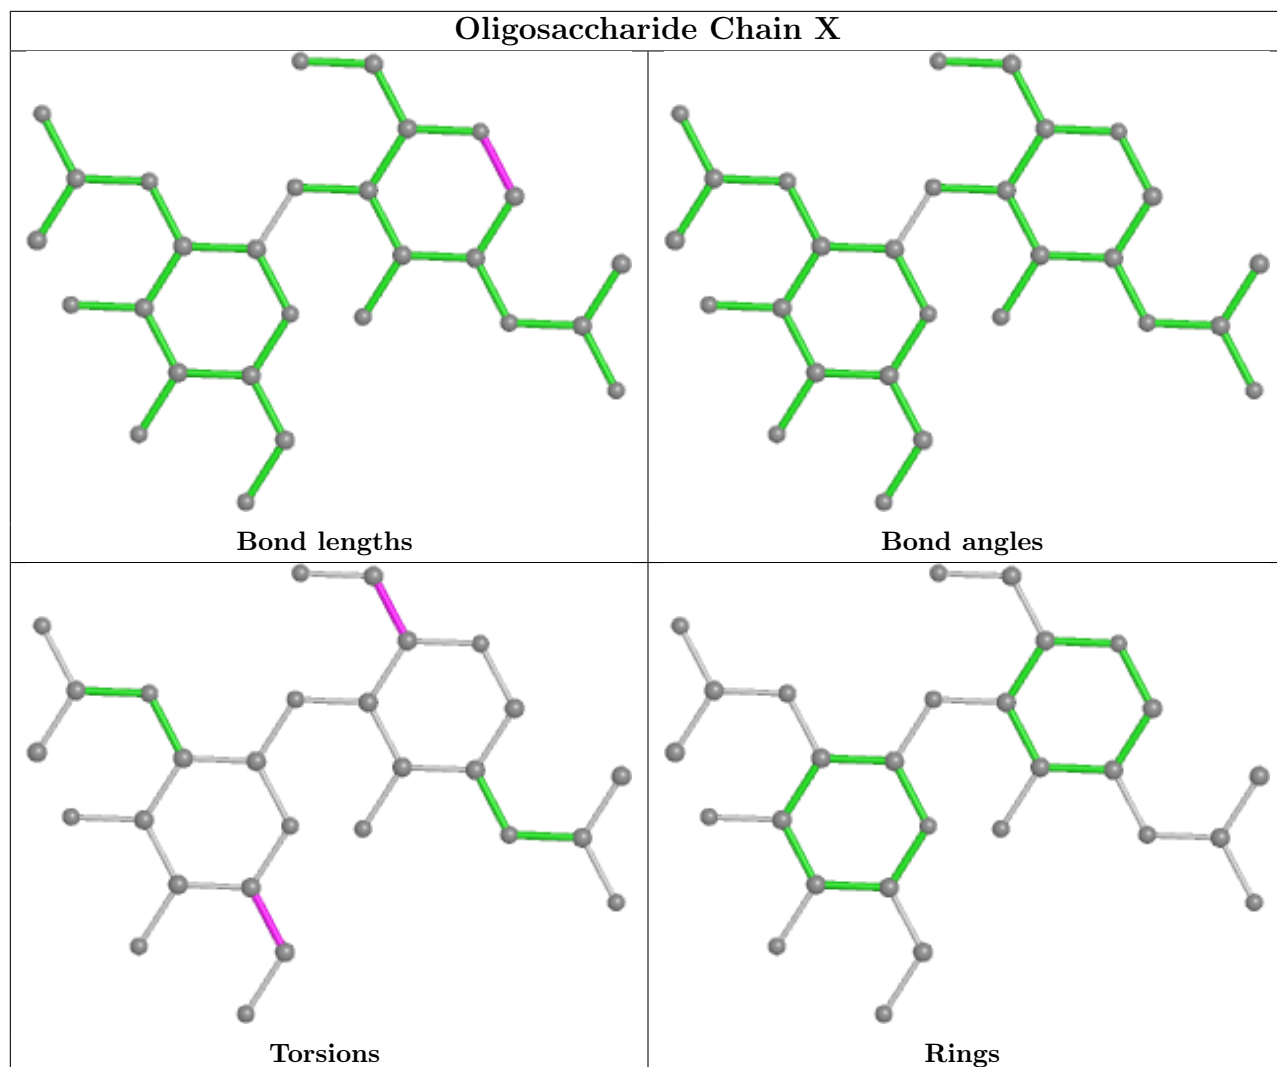 Oligosaccharide Chain X
Bond lengths
Bond angles
Torsions
Rings